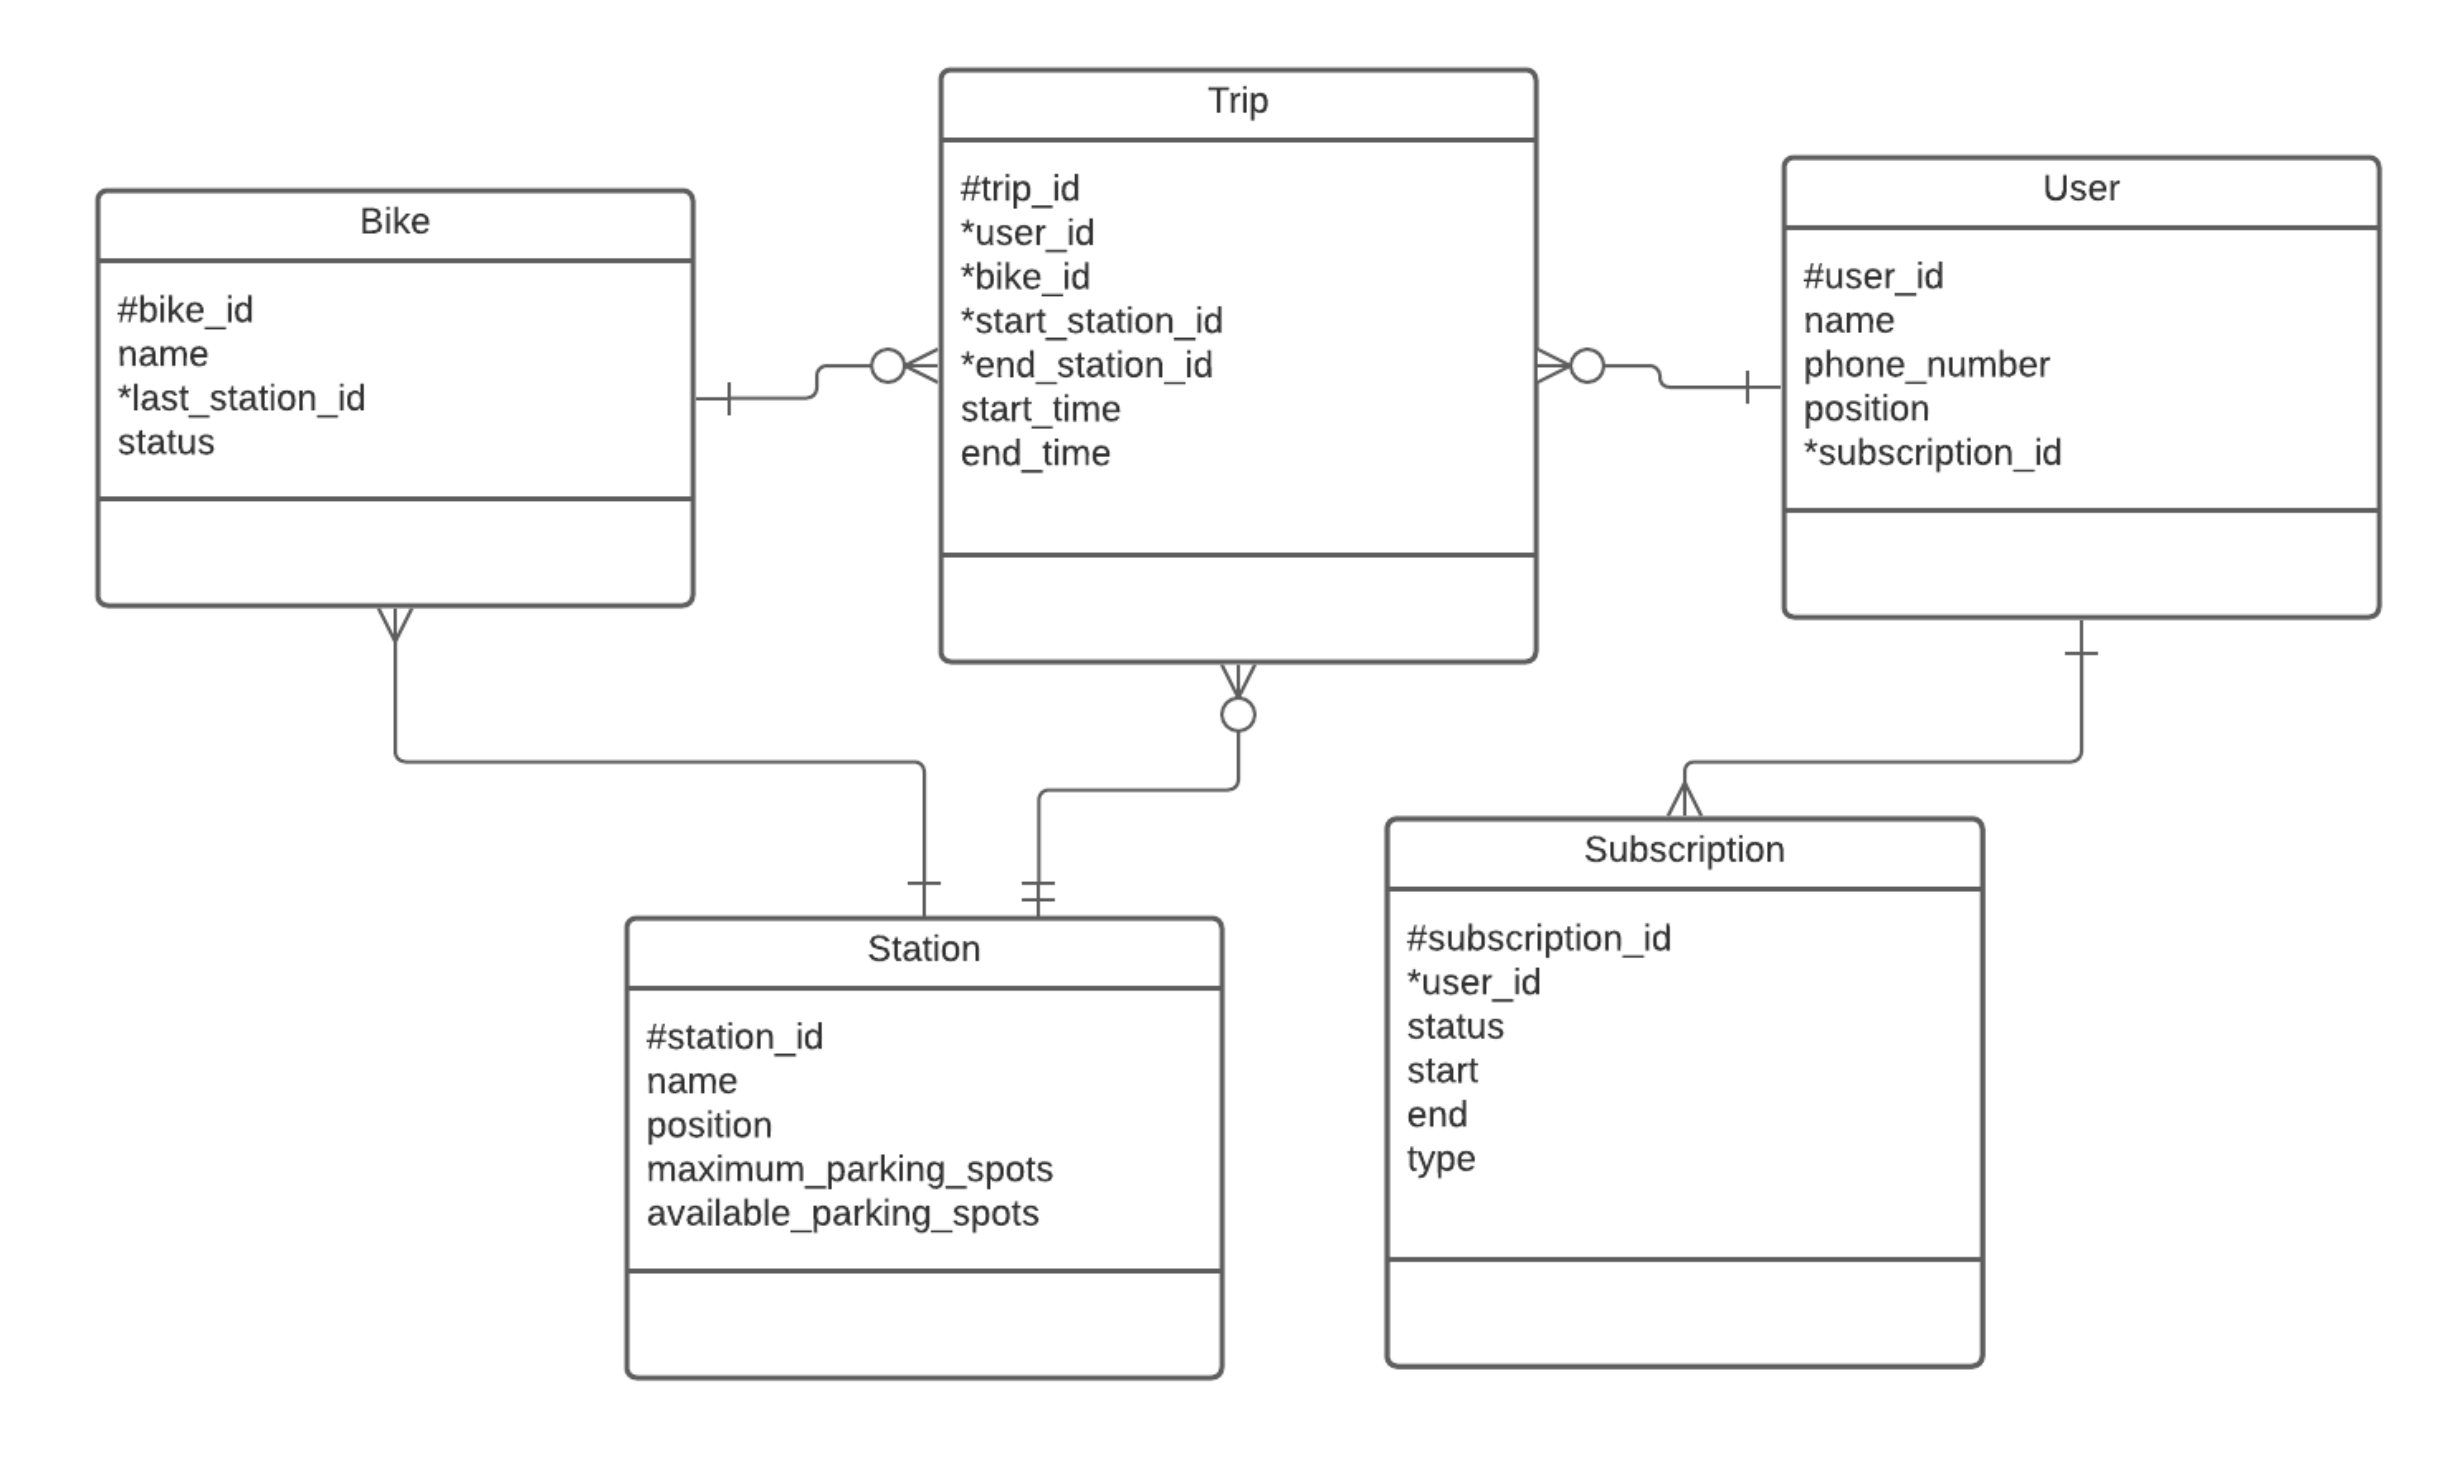 Bike
#bike_id
name
*last_station_id
status
Trip
#trip_id
*user_id
*bike_id
*start_station_id
*end_station_id
start_time
end_time
User
#user_id
name
phone_number
position
*subscription_id
Station
#station_id
name
position
maximum_parking_spots
available_parking_spots
Subscription
#subscription_id
*user_id
status
start
end
type